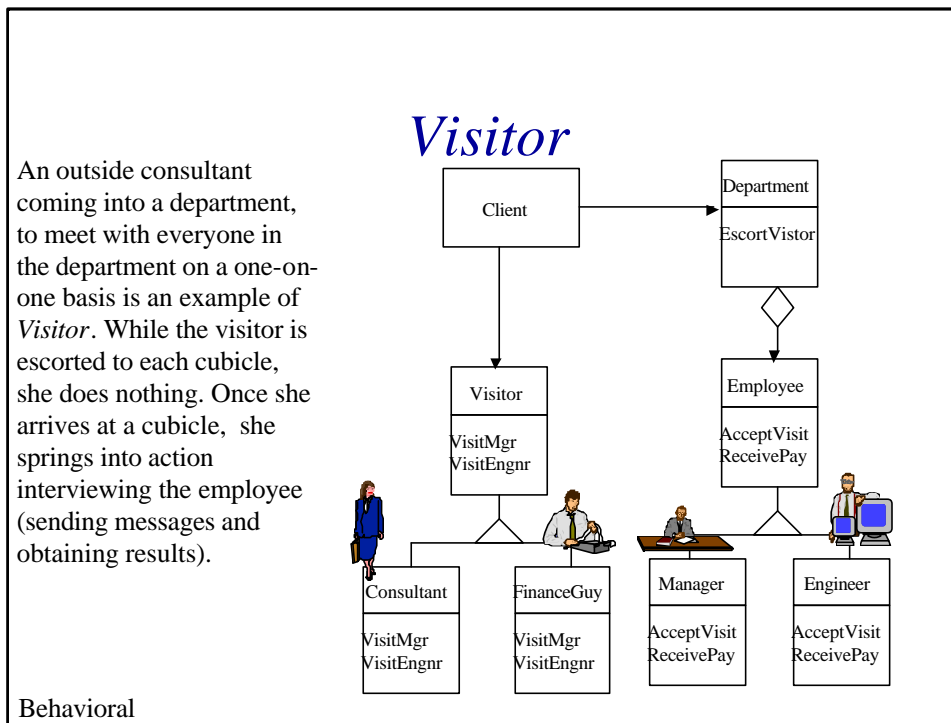 Visitor
An outside consultant
coming into a department,
to meet with everyone in
the department on a one-on-
one basis is an example of
Visitor. While the visitor is
escorted to each cubicle,
she does nothing. Once she
arrives at a cubicle,  she
springs into action
interviewing the employee
(sending messages and
obtaining results).
Client
Department
EscortVistor
Visitor
VisitMgr
VisitEngnr
Employee
AcceptVisit
ReceivePay
Consultant
VisitMgr
VisitEngnr
FinanceGuy
VisitMgr
VisitEngnr
Manager
AcceptVisit
ReceivePay
Engineer
AcceptVisit
ReceivePay
Behavioral